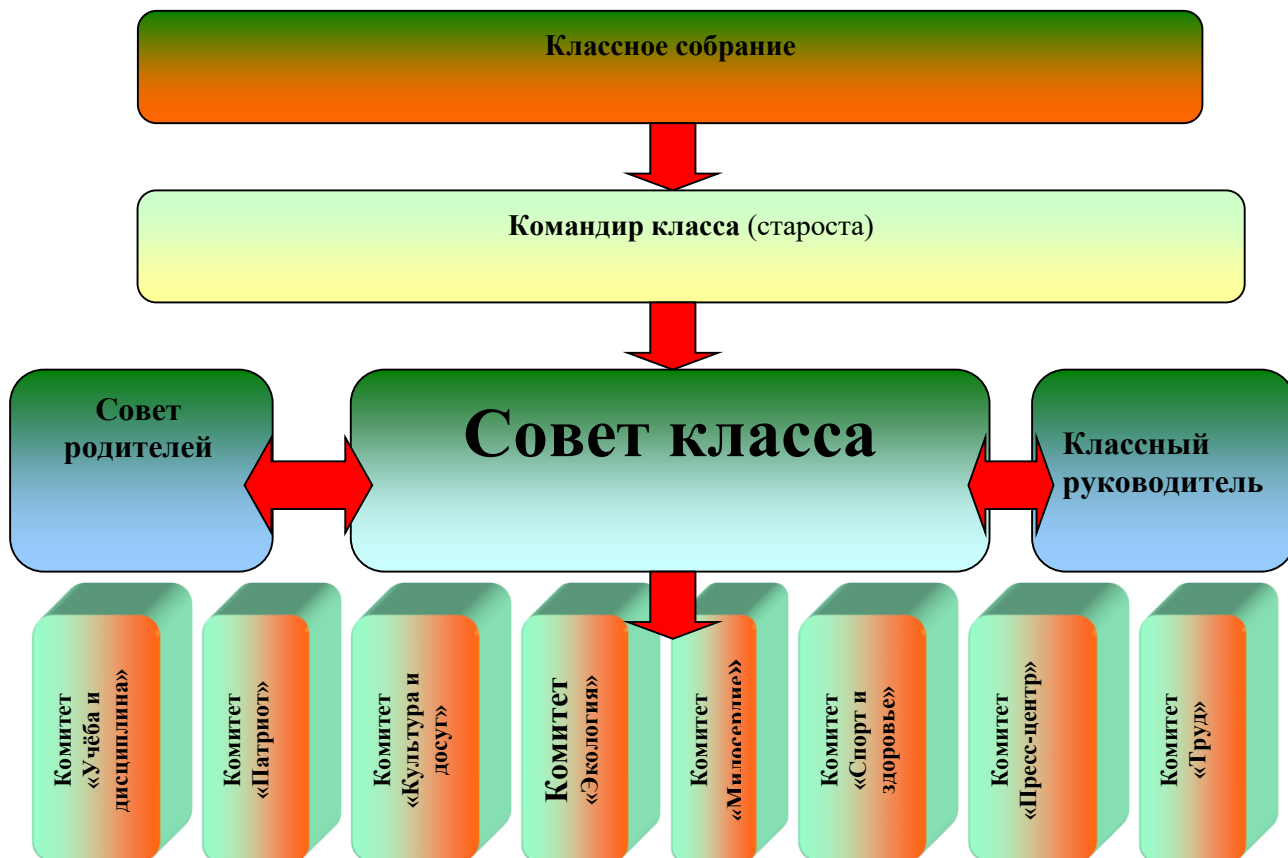 Классное собрание
Командир класса (староста)
Совет
родителей
Совет класса
Классный
руководитель
Комитет
«Учёба и
дисциплина»
Комитет
«Патриот»
Комитет
«Культура и
досуг»
Комитет
«Экология»
Комитет
«Милосердие»
Комитет
«Спорт и
здоровье»
Комитет
«Пресс-центр»
Комитет
«Труд»